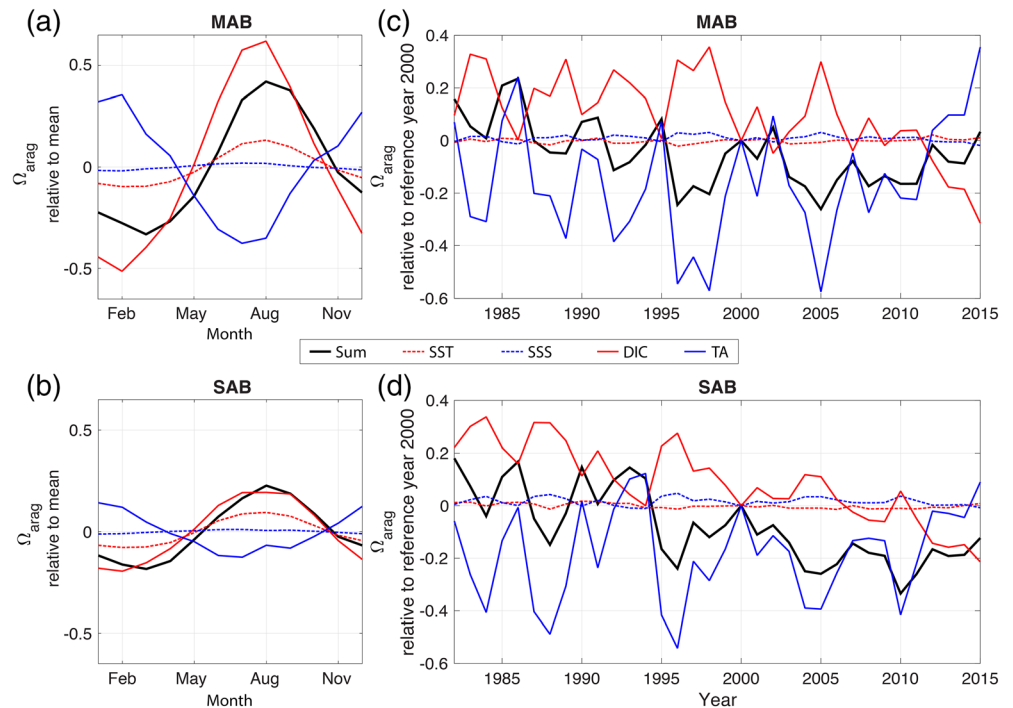 (a)
MAB
0.5
0
-0.5
Ω arag
relative to mean
Feb May Aug Nov
Month
(c)
MAB
0.4
0.2
0
-0.2
-0.4
-0.6
Ω arag
relative to reference year 2000
1985 1990 1995 2000 2005 2010 2015
Sum SST SSS DIC TA
(b)
SAB
0.5
0
-0.5
Ω arag
relative to mean
Feb May Aug Nov
Month
(d)
SAB
0.4
0.2
0
-0.2
-0.4
-0.6
Ω arag
relative to reference year 2000
1985 1990 1995 2000 2005 2010 2015
Year